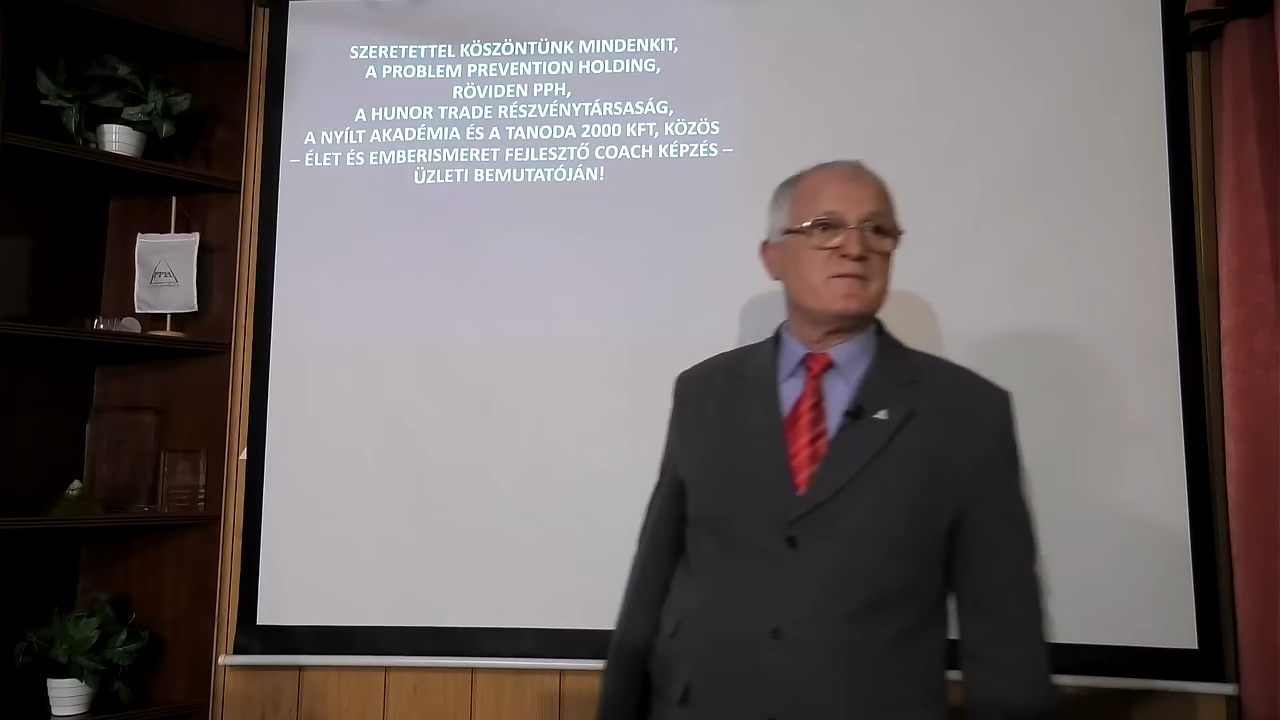 SZERETETTEL KÖSZÖNTÜNK MINDENKIT,
A PROBLEM PREVENTION HOLDING,
RÖVIDEN PPH,
A HUNOR TRADE RÉSZVÉNYTÁRSASÁG,
A NYÍLT AKADÉMIA ÉS A TANODA 2000 KFT, KÖZÖS
– ÉLET ÉS EMBERISMERET FEJLESZTŐ COACH KÉPZÉS –
ÜZLETI BEMUTATÓJÁN!